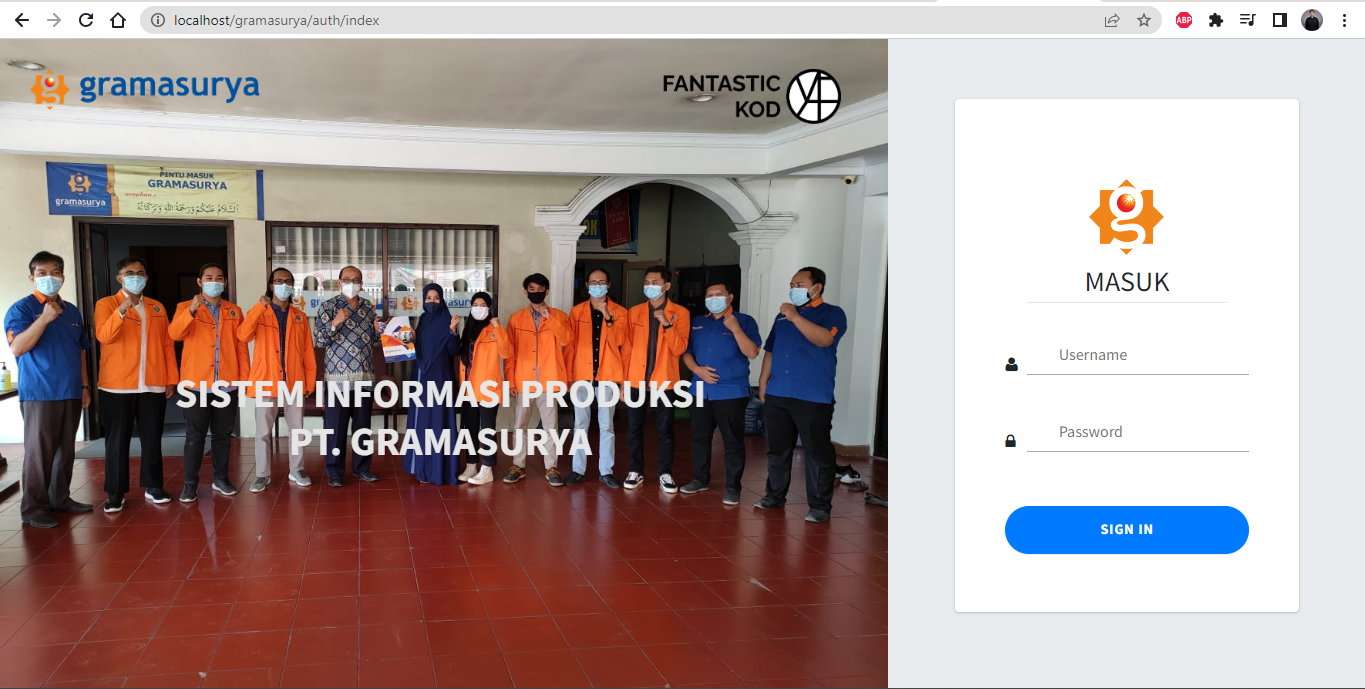 localhost/gramasurya/auth/index
ABP
gramasurya
FANTASTIC
KOD
PINTU MASUK
GRAMASURYA
gramasurya
SISTEM INFORMASI PRODUKSI
PT. GRAMASURYA
MASUK
Username
Password
SIGN IN